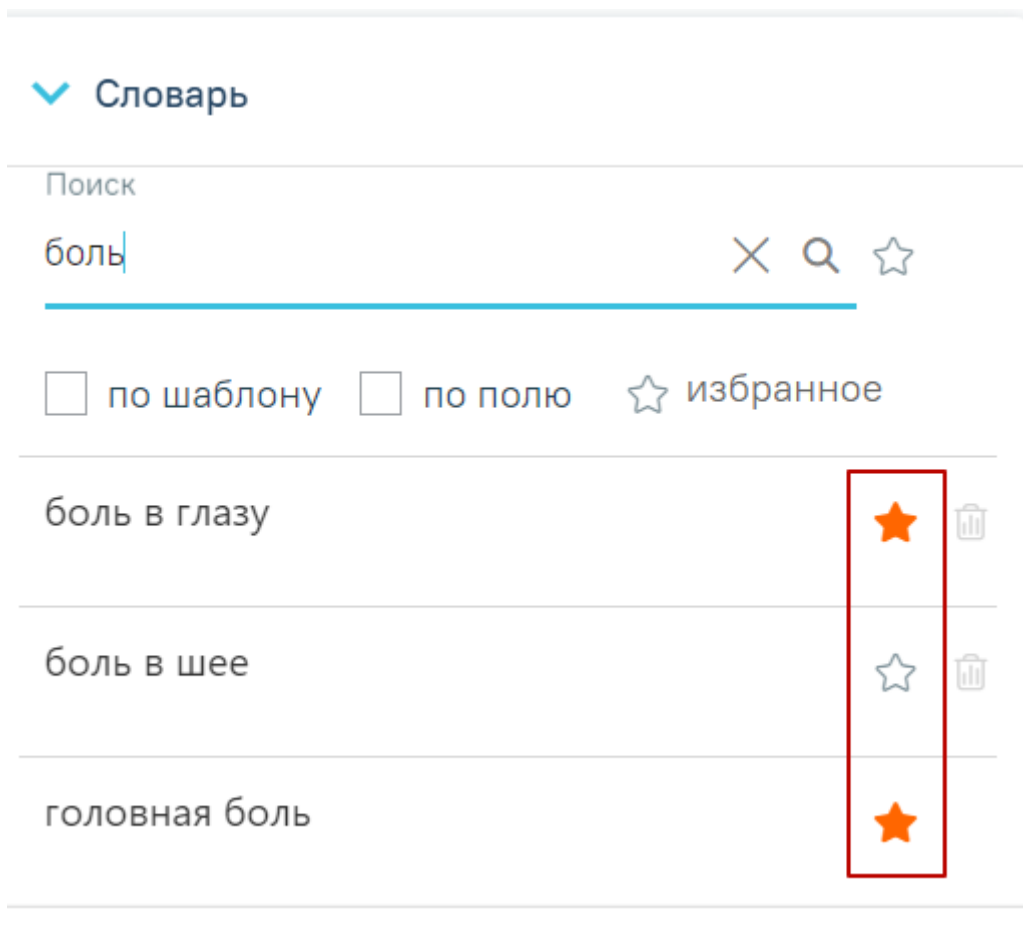 Словарь
Поиск
боль
по шаблону по полю избранное
боль в глазу
боль в шее
головная боль